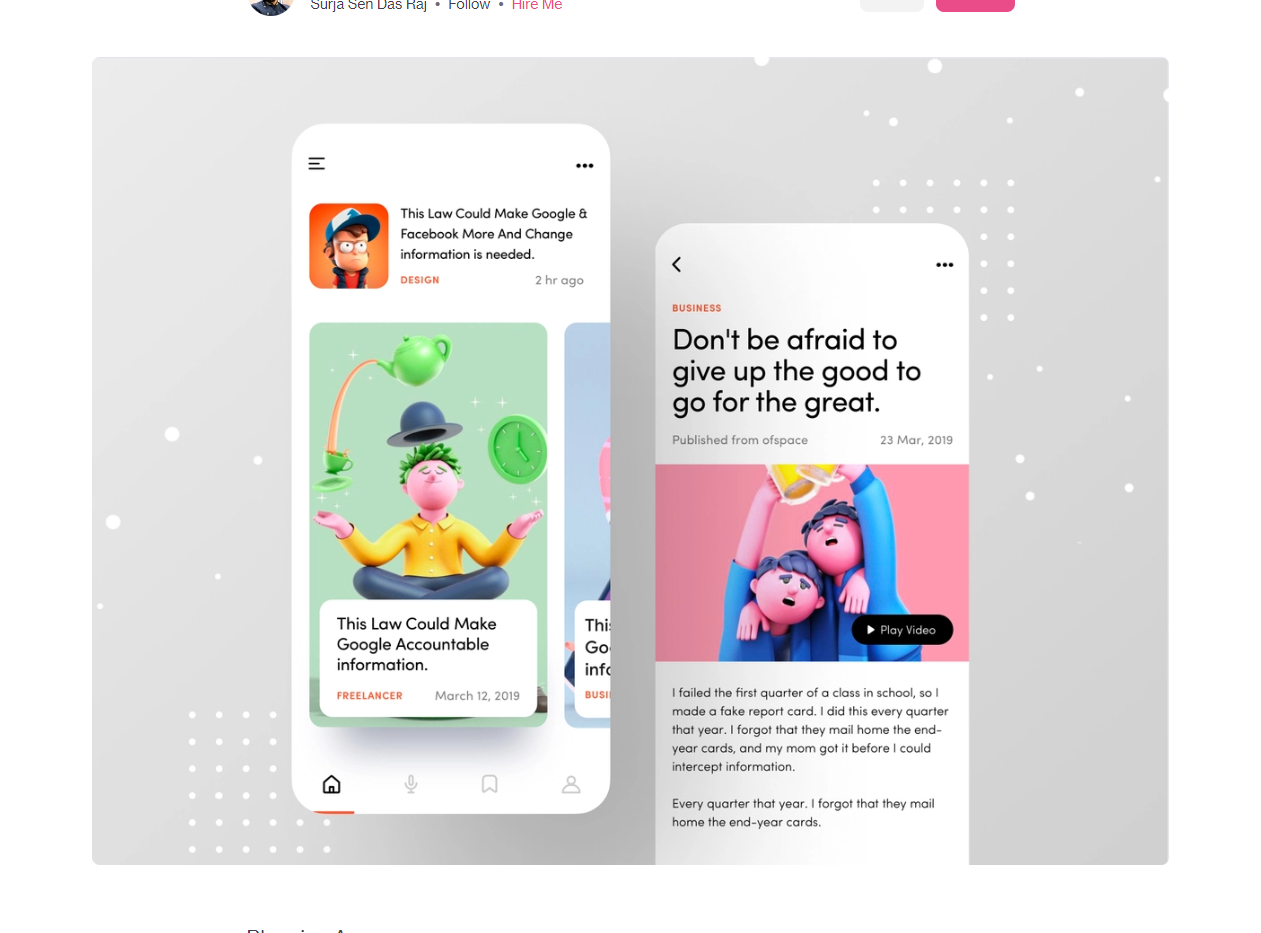 Surja Sen Das Raj • Follow • Hire Me
This Law Could Make Google &
Facebook More And Change
information is needed.
DESIGN 2 hr ago
This Law Could Make
Google Accountable
information.
FREELANCER March 12, 2019
BUSINESS
Don't be afraid to
give up the good to
go for the great.
Published from ofspace 23 Mar, 2019
Play Video
I failed the first quarter of a class in school, so I
made a fake report card. I did this every quarter
that year. I forgot that they mail home the end-
year cards, and my mom got it before I could
intercept information.
Every quarter that year. I forgot that they mail
home the end-year cards.